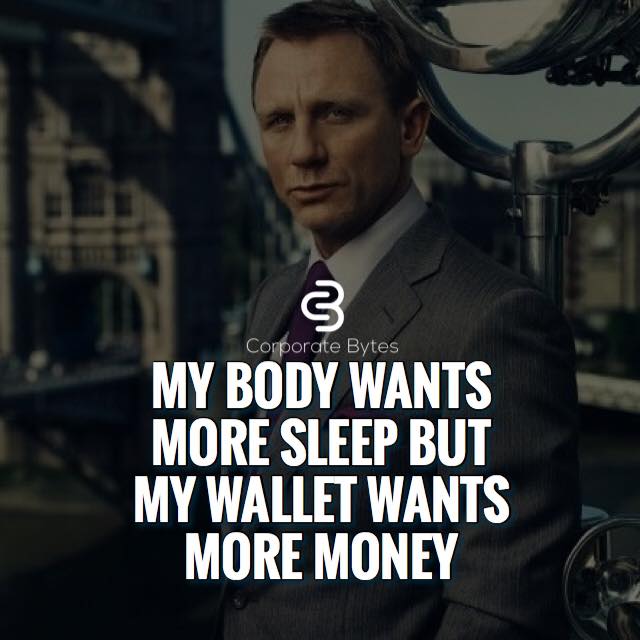 Corporate Bytes
MY BODY WANTS
MORE SLEEP BUT
MY WALLET WANTS
MORE MONEY